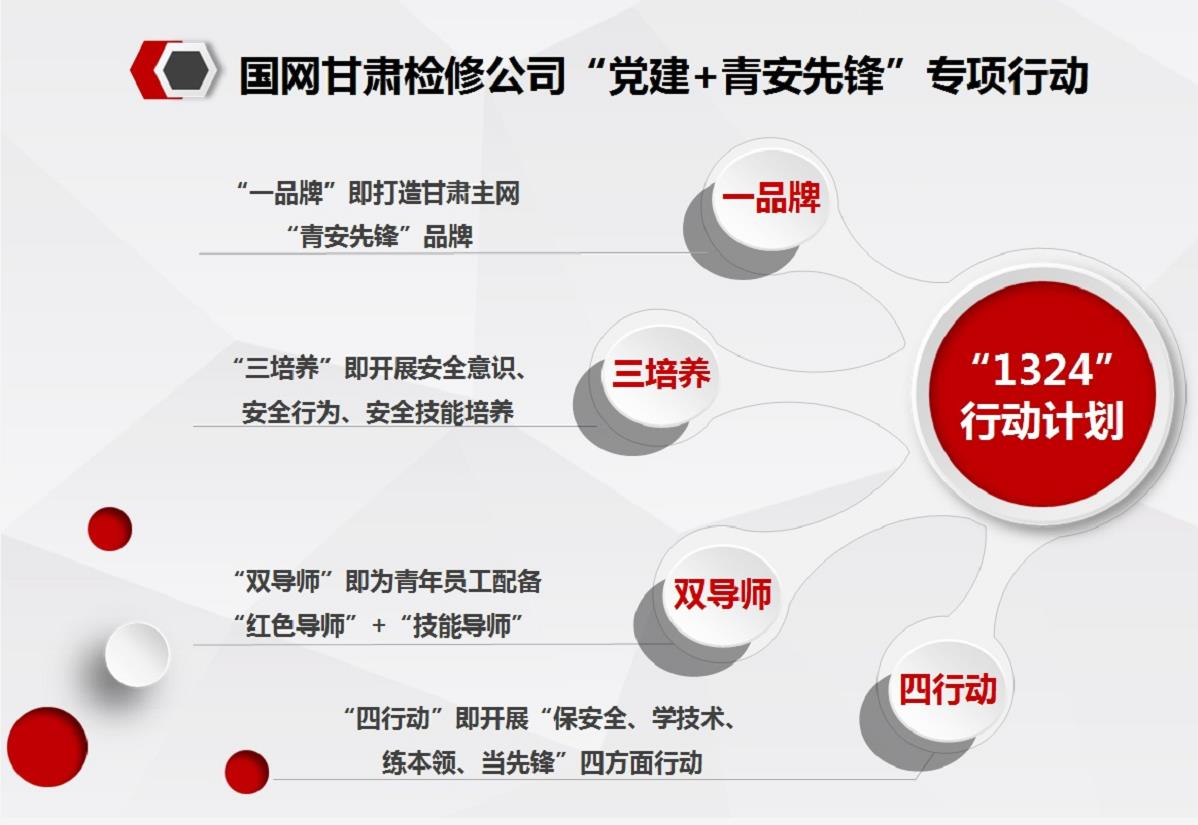 国网甘肃检修公司“党建+青安先锋”专项行动
“一品牌”即打造甘肃主网
“青安先锋”品牌
一品牌
“三培养”即开展安全意识、
安全行为、安全技能培养
三培养
“1324”
行动计划
“双导师”即为青年员工配备
“红色导师”+“技能导师”
双导师
“四行动”即开展“保安全、学技术、
练本领、当先锋”四方面行动
四行动